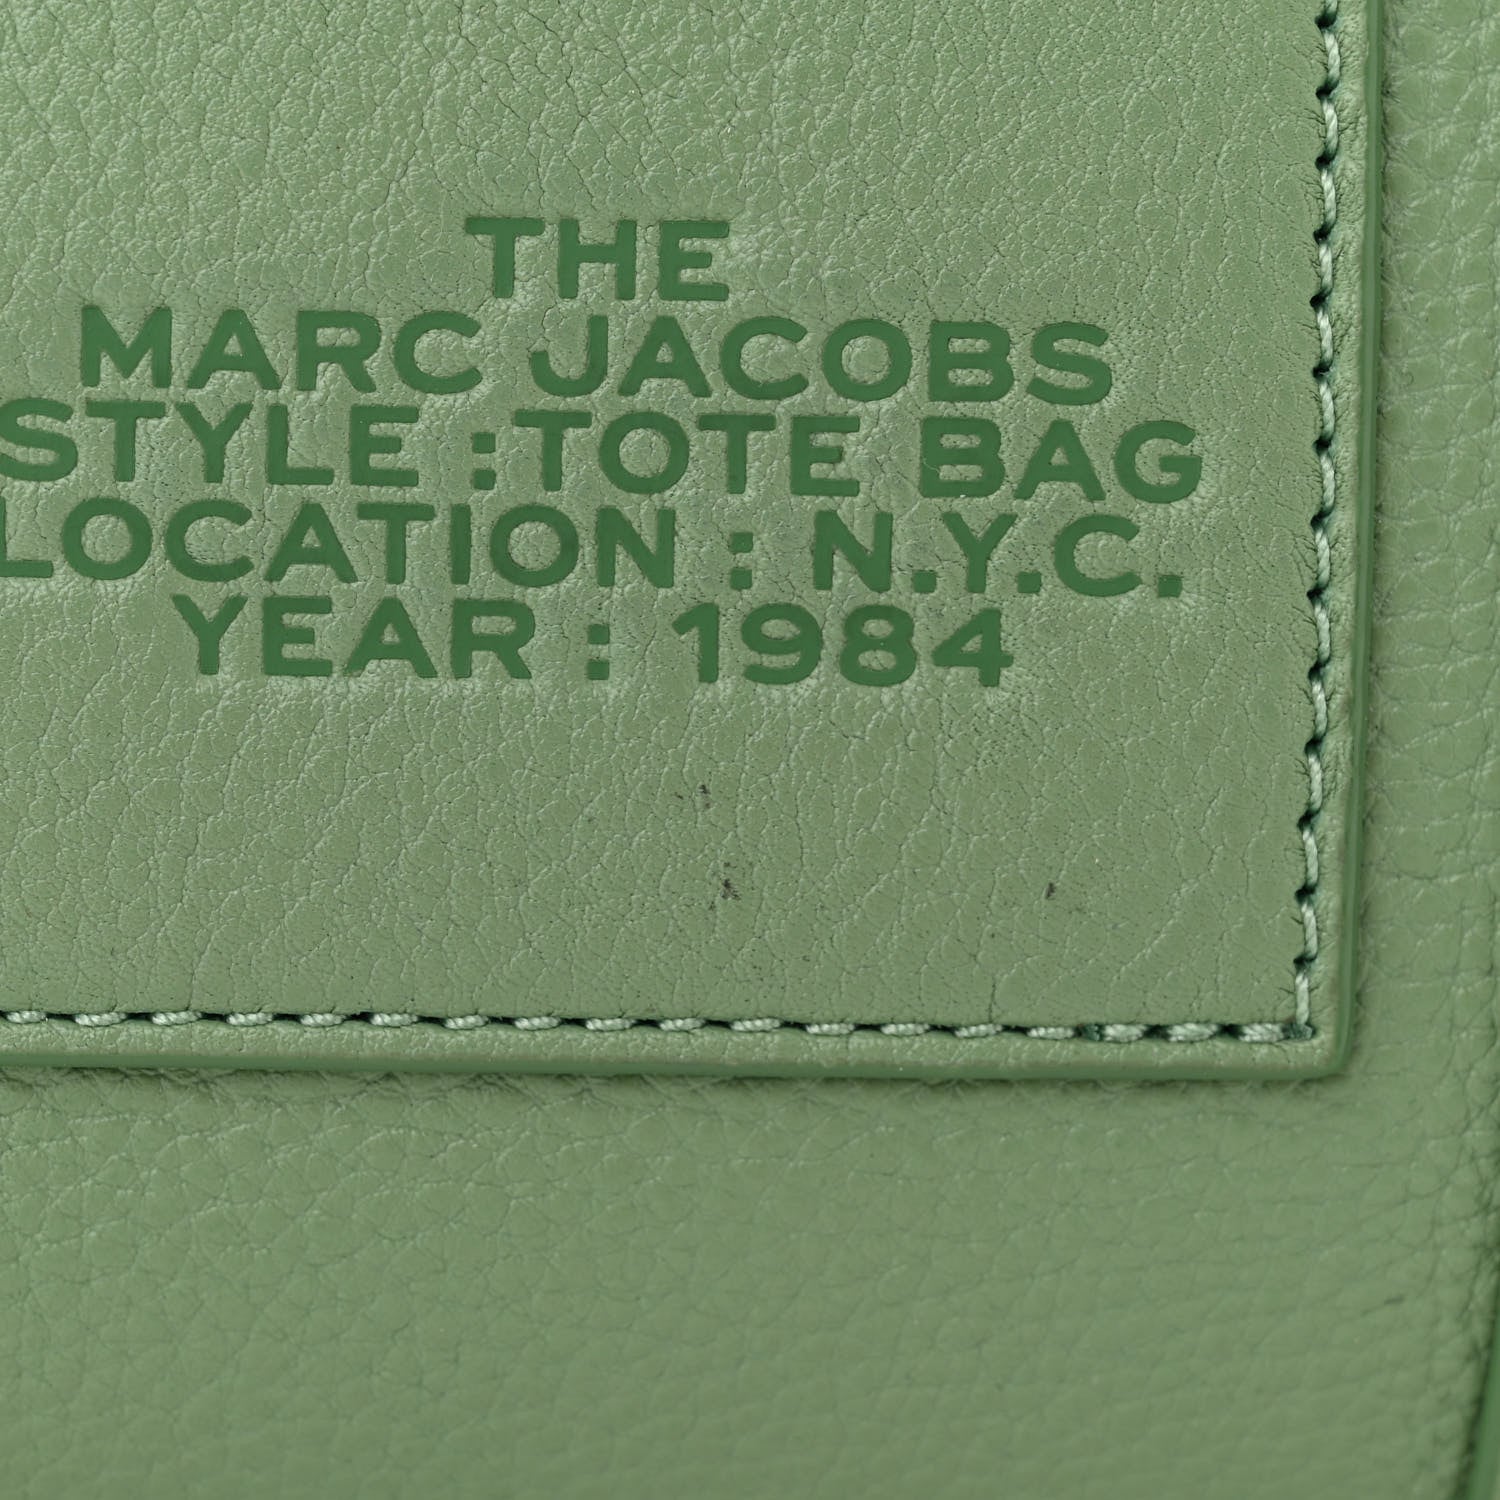 THE
MARC JACOBS
STYLE :TOTE BAG
LOCATION : N.Y.C.
YEAR : 1984